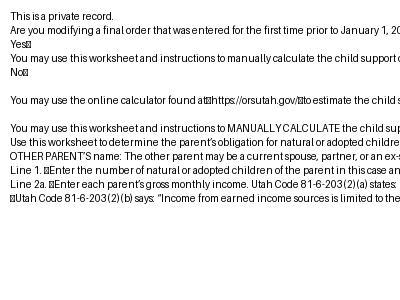 This is a private record.
Are you modifying a final order that was entered for the first time prior to January 1, 20
Yes
You may use this worksheet and instructions to manually calculate the child support o
No

You may use the online calculator found at https://orsutah.gov/ to estimate the child s

You may use this worksheet and instructions to MANUALLY CALCULATE the child sup
Use this worksheet to determine the parent's obligation for natural or adopted childre
OTHER PARENT'S name: The other parent may be a current spouse, partner, or an ex-s
Line 1. Enter the number of natural or adopted children of the parent in this case an
Line 2a. Enter each parent's gross monthly income. Utah Code 81-6-203(2)(a) states:
Utah Code 81-6-203(2)(b) says: "Income from earned income sources is limited to the